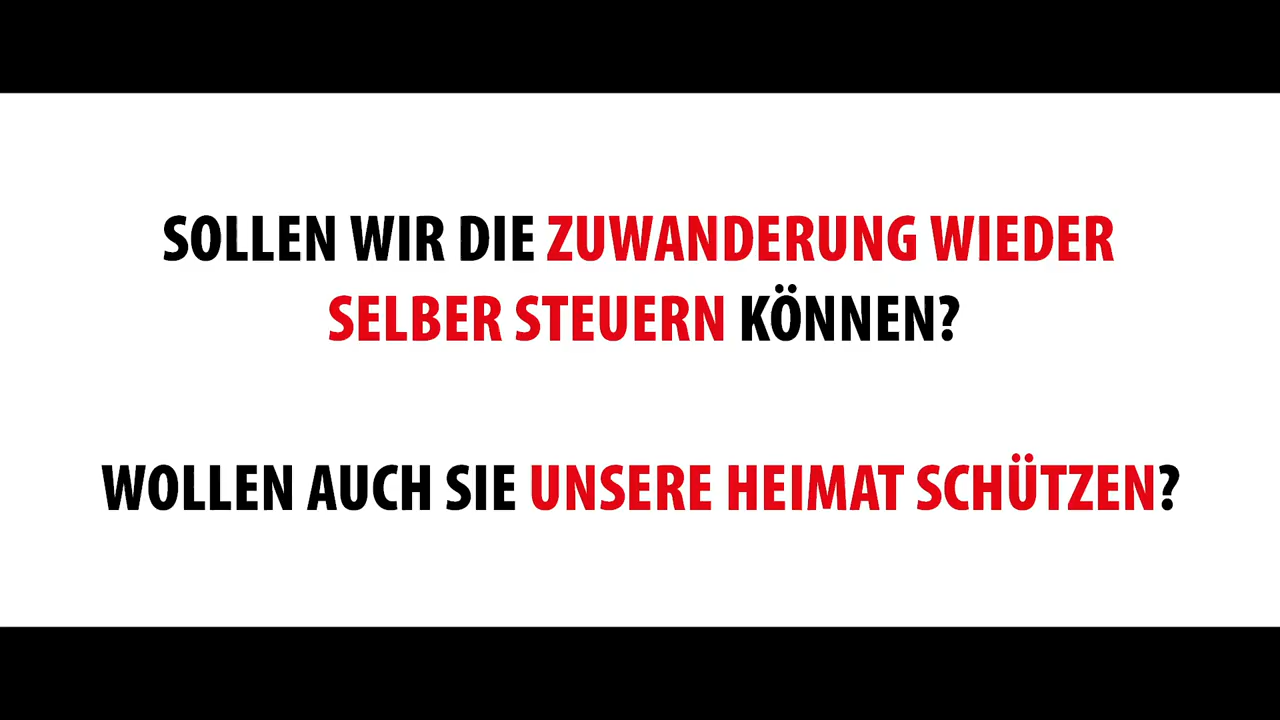 SOLLEN WIR DIE ZUWANDERUNG WIEDER
SELBER STEUERN KÖNNEN?
WOLLEN AUCH SIE UNSERE HEIMAT SCHÜTZEN?